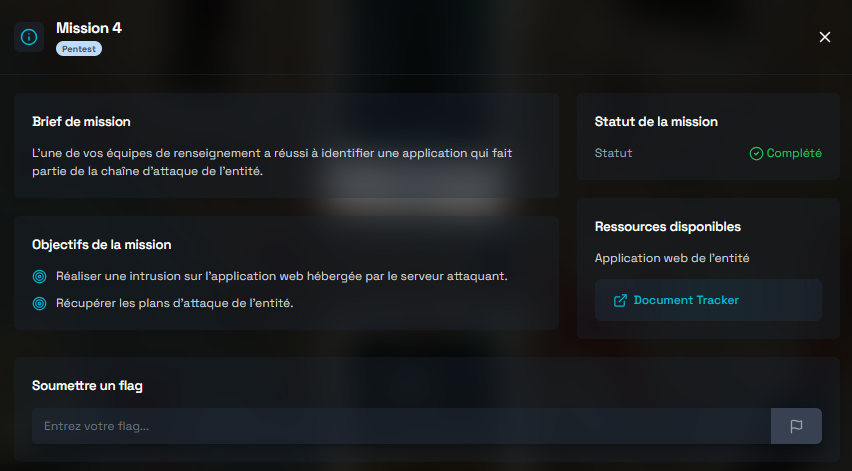 Mission 4
Pentest
Brief de mission
L'une de vos équipes de renseignement a réussi à identifier une application qui fait
partie de la chaîne d'attaque de l'entité.
Objectifs de la mission
Réaliser une intrusion sur l'application web hébergée par le serveur attaquant.
Récupérer les plans d'attaque de l'entité.
Statut de la mission
Statut
Complété
Ressources disponibles
Application web de l'entité
Document Tracker
Soumettre un flag
Entrez votre flag...